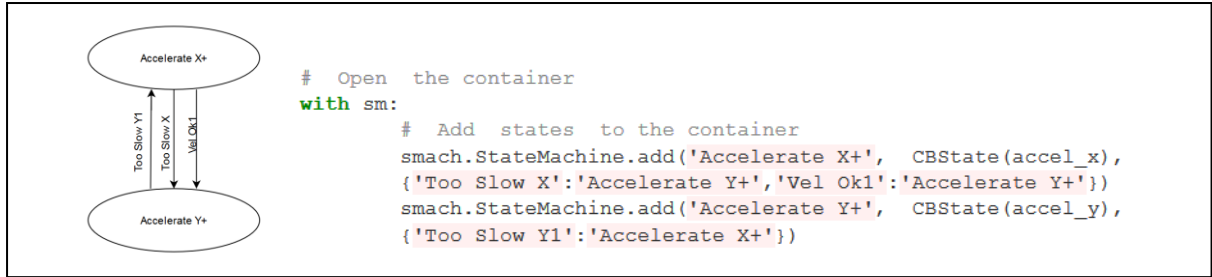 Accelerate X+
Too Slow Y1
Too Slow X
Vel Ok1
Accelerate Y+
# Open the container
with sm:
# Add states to the container
smach.StateMachine.add('Accelerate X+', CBState(accel_x),
{'Too Slow X':'Accelerate Y+','Vel Ok1':'Accelerate Y+'})
smach.StateMachine.add('Accelerate Y+', CBState(accel_y),
{'Too Slow Y1':'Accelerate X+'})